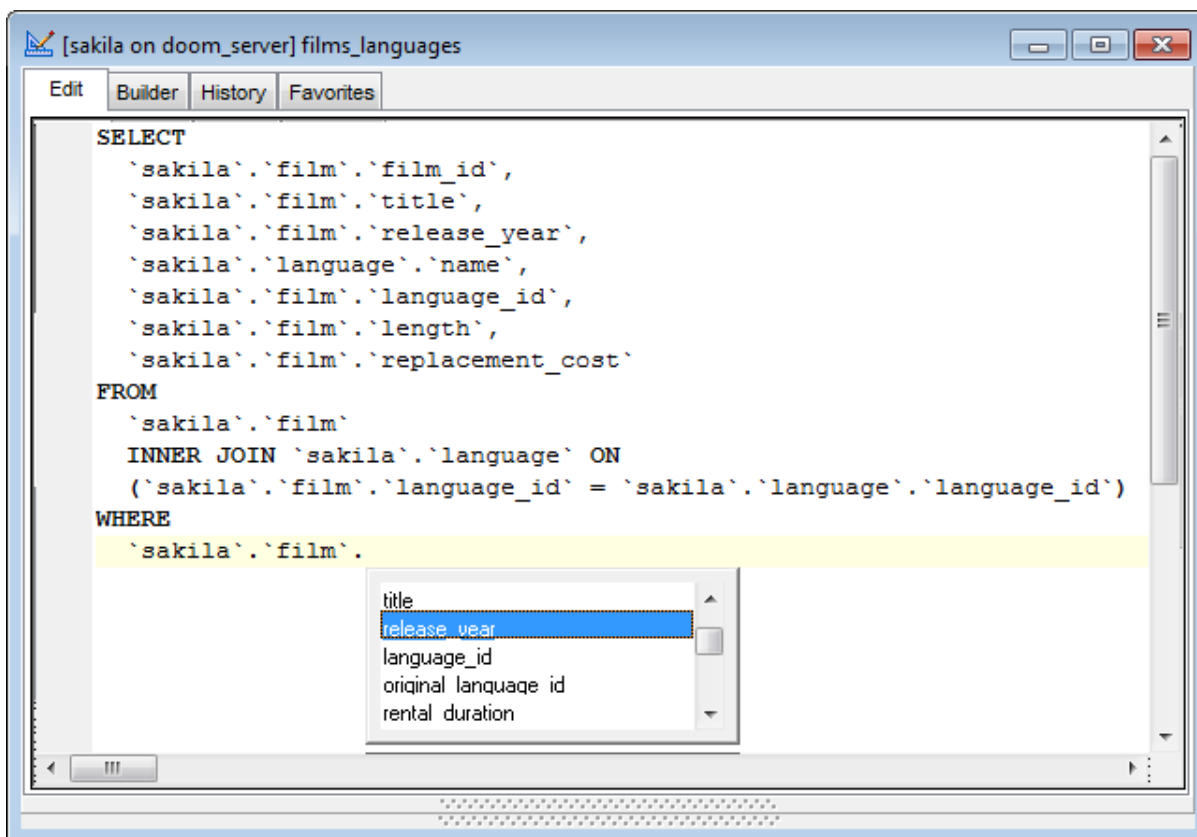 [sakila on doom_server] films_languages
Edit Builder History Favorites
SELECT
`sakila`.`film`.`film_id`,
`sakila`.`film`.`title`,
`sakila`.`film`.`release_year`,
`sakila`.`language`.`name`,
`sakila`.`film`.`language_id`,
`sakila`.`film`.`length`,
`sakila`.`film`.`replacement_cost`
FROM
`sakila`.`film`
INNER JOIN `sakila`.`language` ON
(`sakila`.`film`.`language_id` = `sakila`.`language`.`language_id`)
WHERE
`sakila`.`film`.
title
release_year
language_id
original_language_id
rental_duration